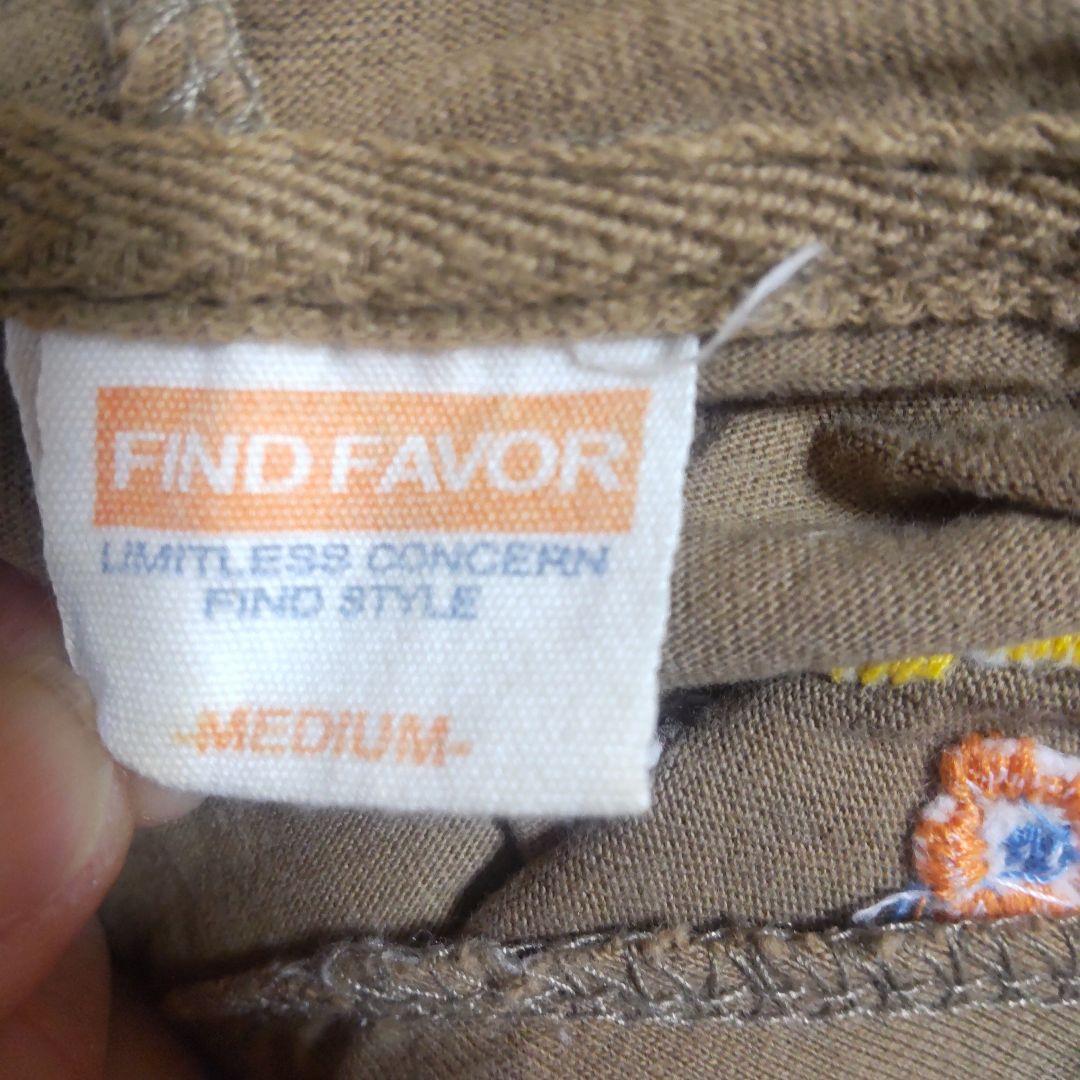 FIND FAVOR
LIMITLESS CONCERN
FIND STYLE
-MEDIUM-